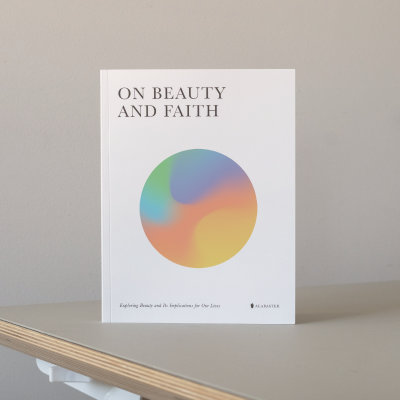 ON BEAUTY
AND FAITH
Exploring Beauty and Its Implications for Our Lives
ALABASTER